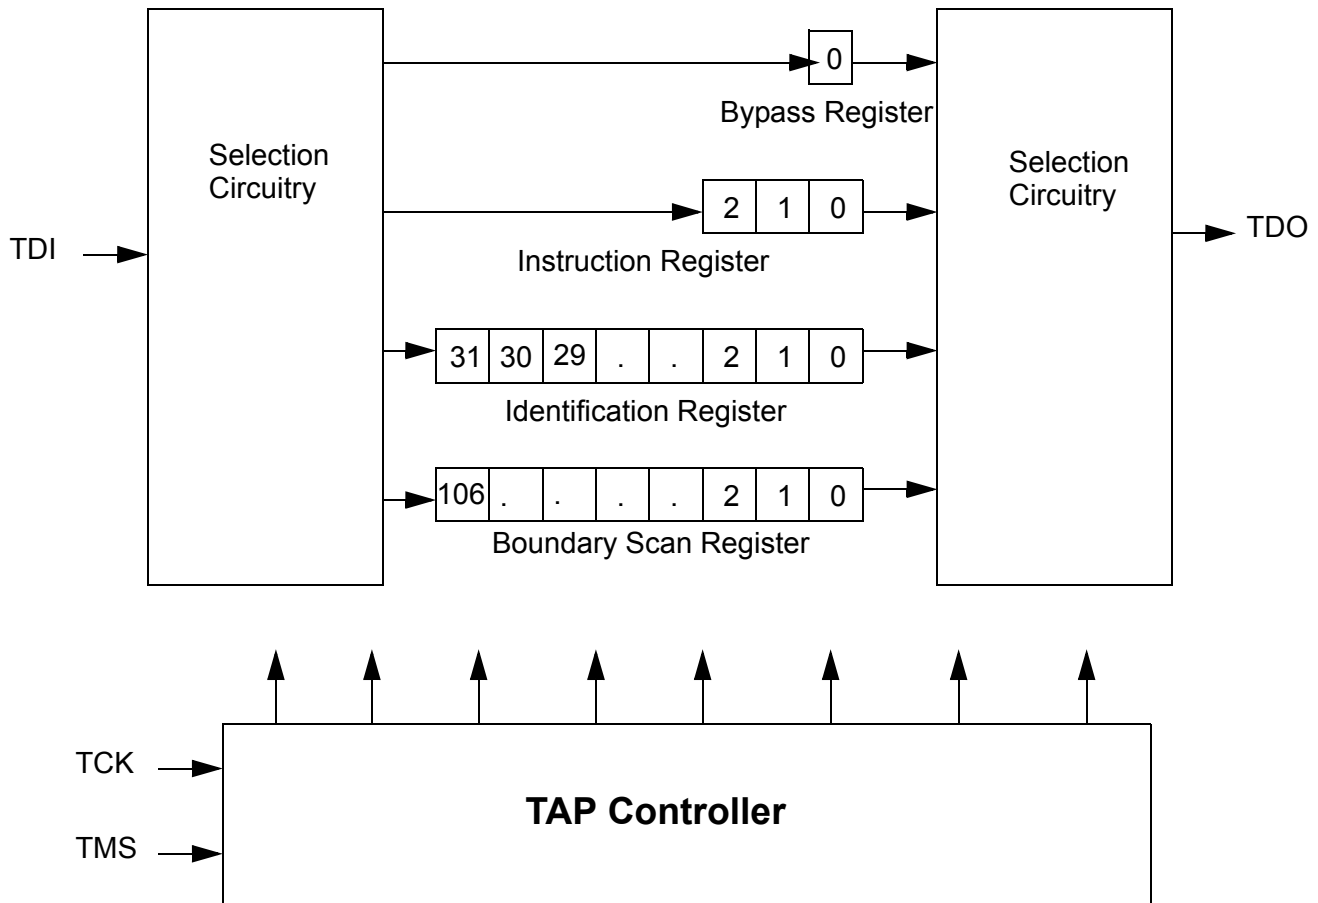 0
Bypass Register
Selection
Circuitry
Selection
Circuitry
2 1 0
TDI
TDO
Instruction Register
31 30 29 . . 2 1 0
Identification Register
106 . . . . 2 1 0
Boundary Scan Register
TCK
TAP Controller
TMS